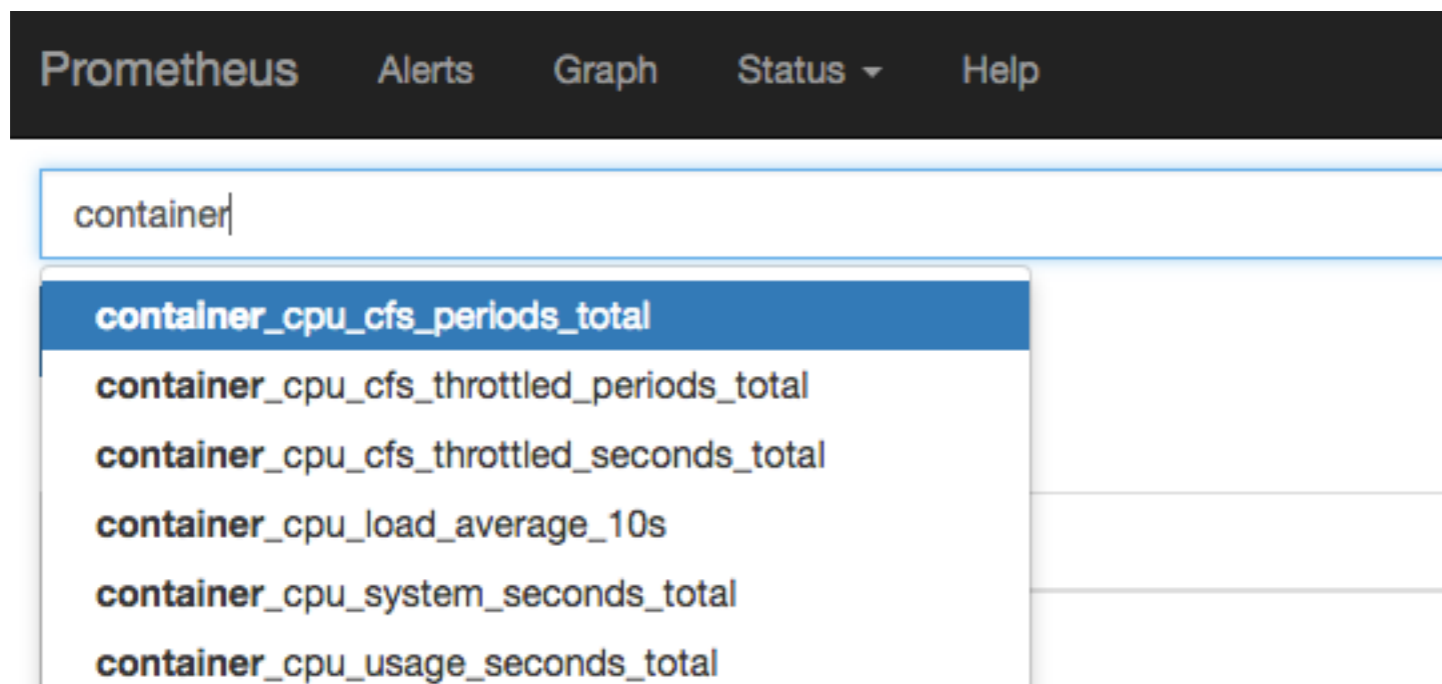 Prometheus Alerts Graph Status Help
container
container_cpu_cfs_periods_total
container_cpu_cfs_throttled_periods_total
container_cpu_cfs_throttled_seconds_total
container_cpu_load_average_10s
container_cpu_system_seconds_total
container_cpu_usage_seconds_total